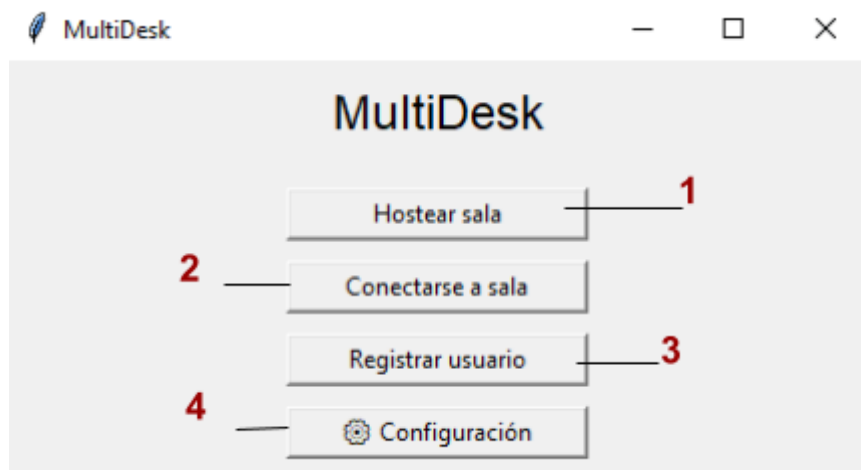 MultiDesk
MultiDesk
1
Hostear sala
2
Conectarse a sala
3
Registrar usuario
4
Configuración